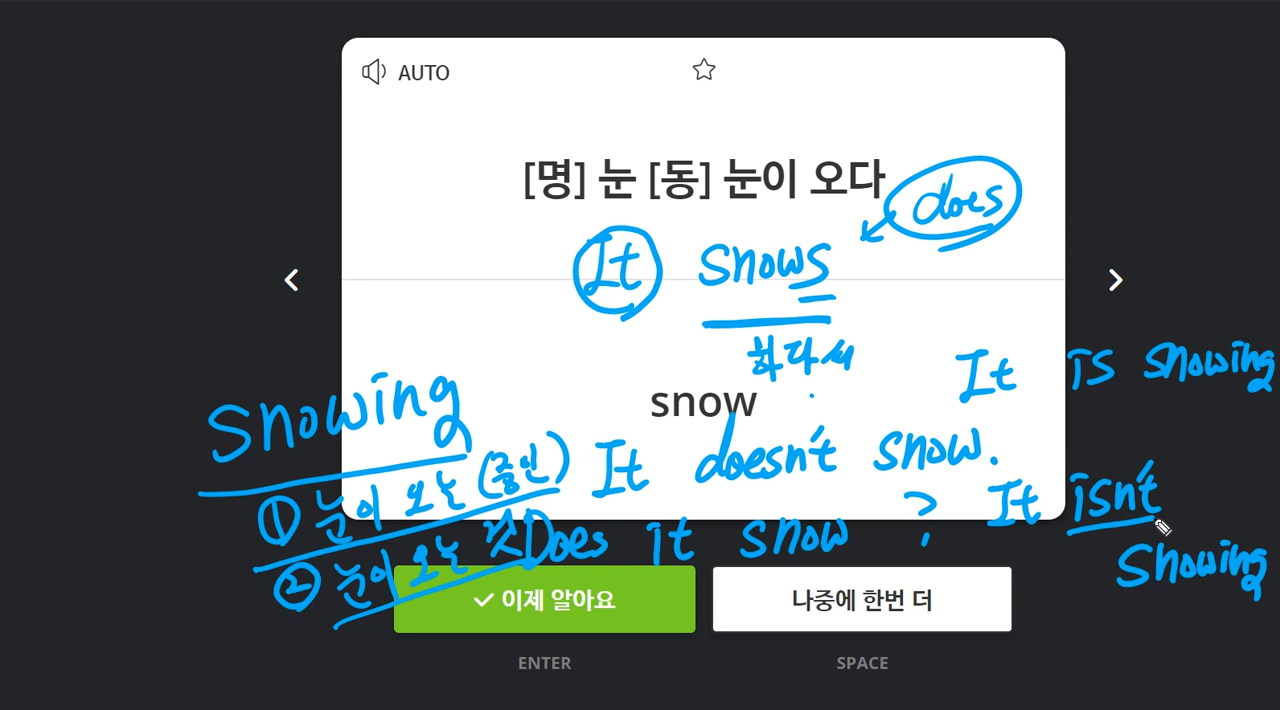 AUTO
[명] 눈 [동] 눈이 오다
does
It snows
하다씨
It is snowing
snow
snowing
It doesn't snow.
① 눈이 오는 (중인)
It isn't snowing
Does it snow ?
② 눈이 오는 것
이제 알아요
나중에 한번 더
ENTER
SPACE